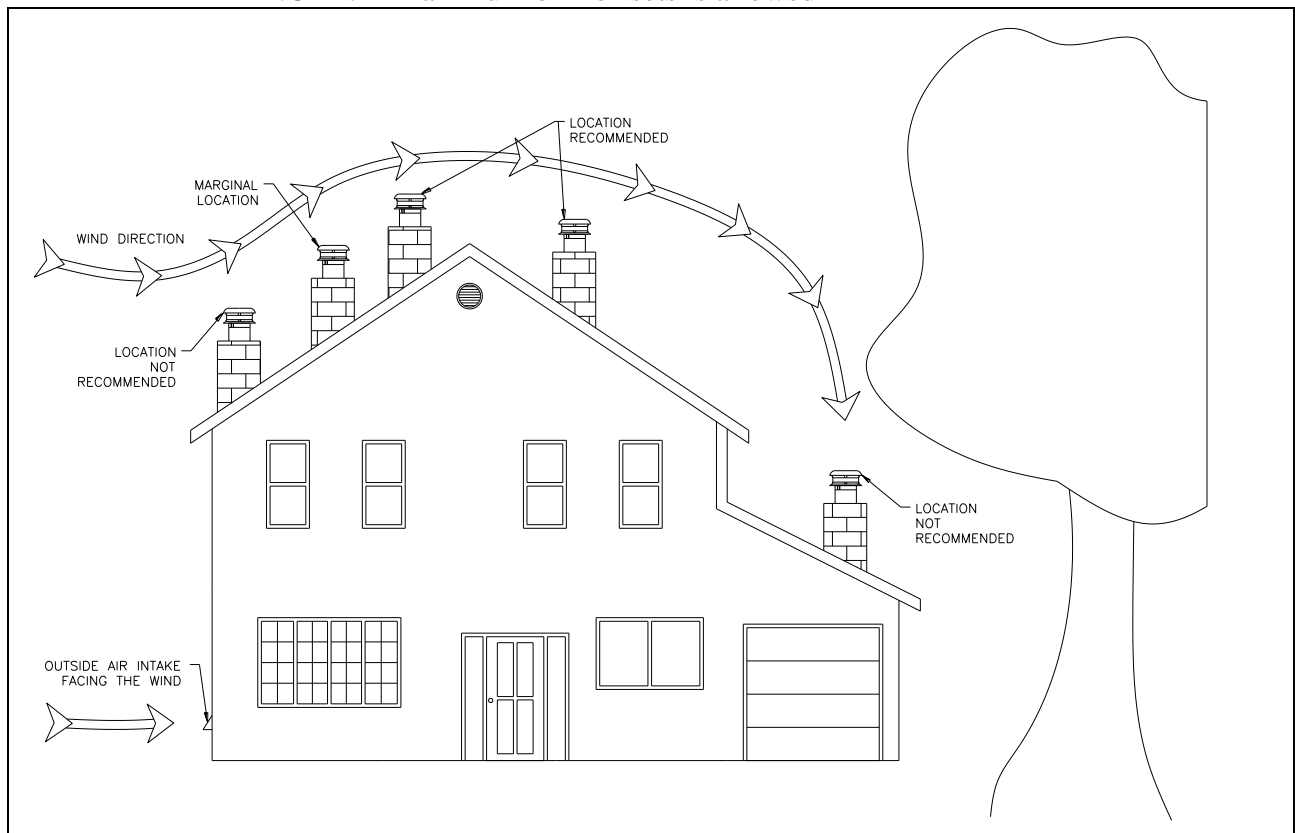 LOCATION
RECOMMENDED
MARGINAL
LOCATION
WIND DIRECTION
LOCATION
NOT
RECOMMENDED
LOCATION
NOT
RECOMMENDED
OUTSIDE AIR INTAKE
FACING THE WIND